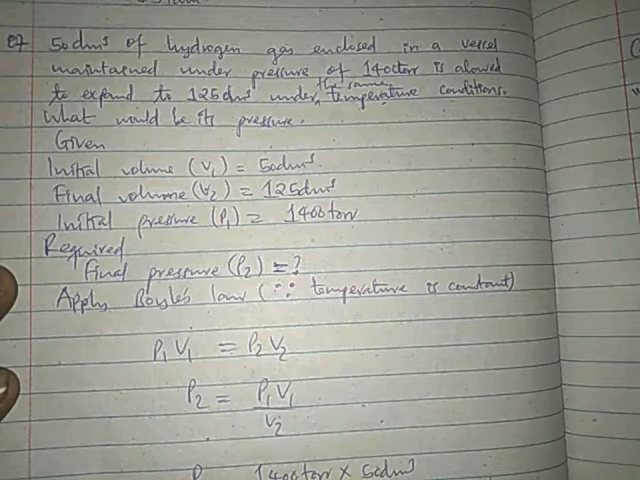 Q7 50dm³ of hydrogen gas enclosed in a vessel
maintained under pressure of 1400torr is allowed
to expand to 125dm³ under the same temperature conditions.
What would be its pressure.
Given
Initial volume (V₁) = 50dm³
Final volume (V₂) = 125dm³
Initial pressure (P₁) = 1400torr
Required
Final pressure (P₂) = ?
Apply Boyle's law (∵ temperature is constant)
P₁V₁ = P₂V₂
P₂ = P₁V₁ / V₂
1400torr × 50dm³